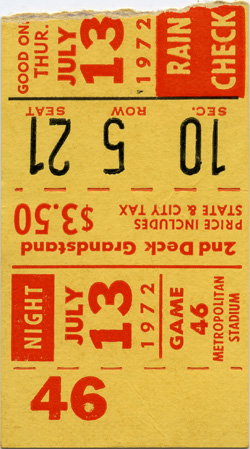 GOOD ON
THUR.
JULY
13
1972
RAIN
CHECK
2nd Deck Grandstand
PRICE INCLUDES
STATE & CITY TAX
$3.50
10 5 21
SEC. ROW SEAT
NIGHT
JULY
13
1972
GAME
46
METROPOLITAN
STADIUM
46